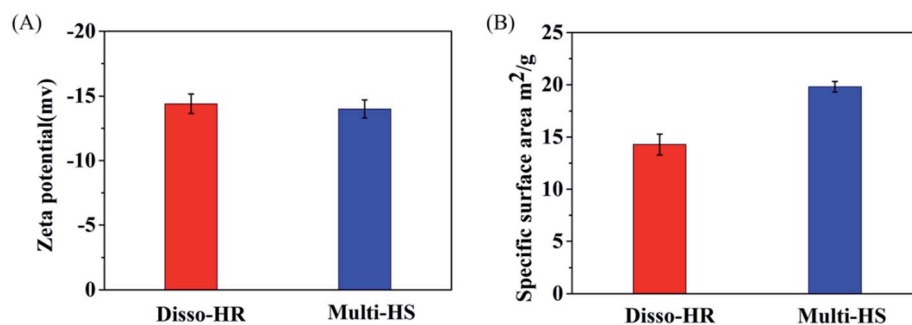 (A)
Zeta potential(mv)
-20
-15
-10
-5
0
Disso-HR Multi-HS
(B)
Specific surface area m²/g
25
20
15
10
5
0
Disso-HR Multi-HS